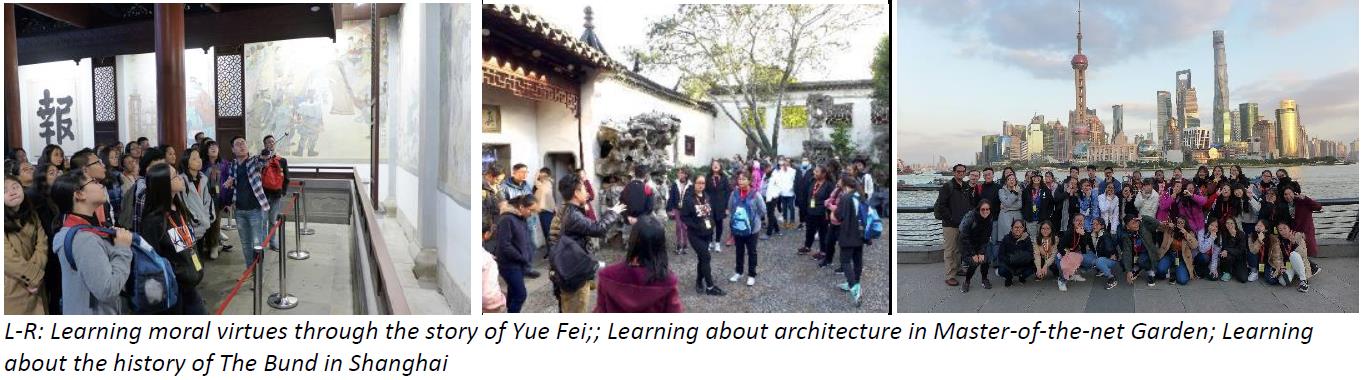 報
L-R: Learning moral virtues through the story of Yue Fei;; Learning about architecture in Master-of-the-net Garden; Learning
about the history of The Bund in Shanghai